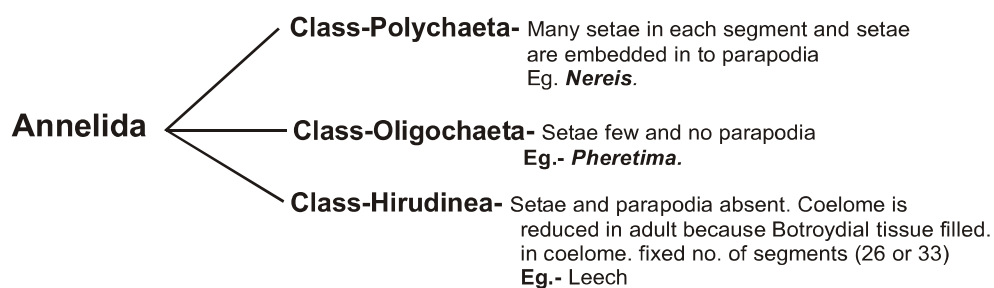 Class-Polychaeta- Many setae in each segment and setae
are embedded in to parapodia
Eg. Nereis.
Annelida
Class-Oligochaeta- Setae few and no parapodia
Eg.- Pheretima.
Class-Hirudinea- Setae and parapodia absent. Coelome is
reduced in adult because Botroydial tissue filled.
in coelome. fixed no. of segments (26 or 33)
Eg.- Leech